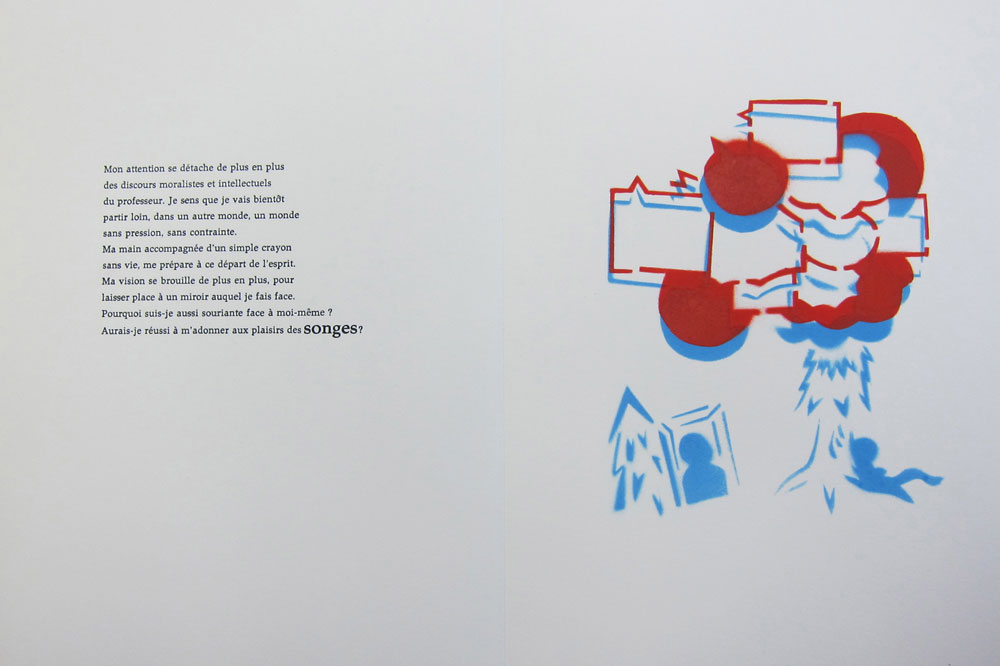 Mon attention se détache de plus en plus
des discours moralistes et intellectuels
du professeur. Je sens que je vais bientôt
partir loin, dans un autre monde, un monde
sans pression, sans contrainte.
Ma main accompagnée d'un simple crayon
sans vie, me prépare à ce départ de l'esprit.
Ma vision se brouille de plus en plus, pour
laisser place à un miroir auquel je fais face.
Pourquoi suis-je aussi souriante face à moi-même ?
Aurais-je réussi à m'adonner aux plaisirs des songes ?